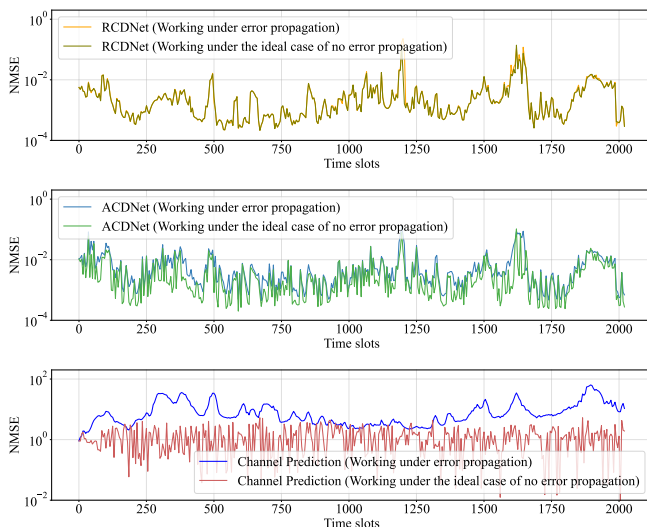 10^0
10^-2
10^-4
NMSE
RCDNet (Working under error propagation)
RCDNet (Working under the ideal case of no error propagation)
0 250 500 750 1000 1250 1500 1750 2000
Time slots
10^0
10^-2
10^-4
NMSE
ACDNet (Working under error propagation)
ACDNet (Working under the ideal case of no error propagation)
0 250 500 750 1000 1250 1500 1750 2000
Time slots
10^2
10^0
10^-2
NMSE
Channel Prediction (Working under error propagation)
Channel Prediction (Working under the ideal case of no error propagation)
0 250 500 750 1000 1250 1500 1750 2000
Time slots